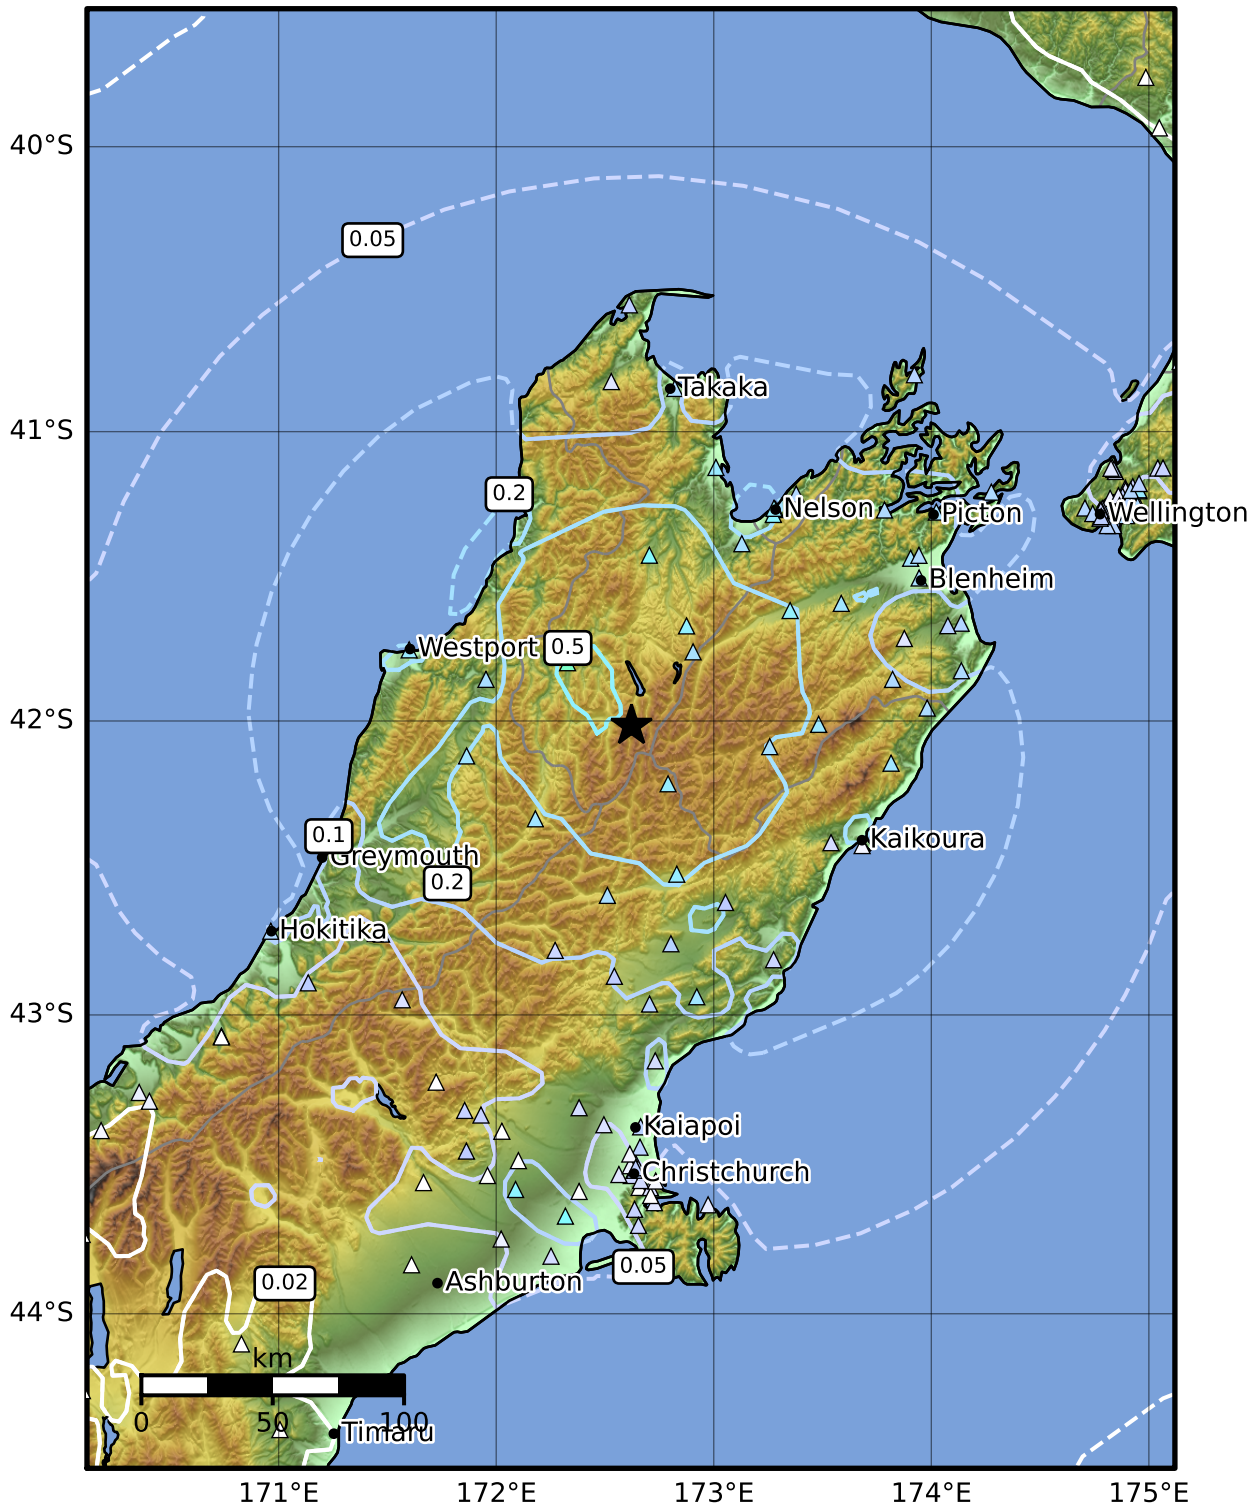 40°S
0.05
Takaka
41°S
0.2
Nelson
Picton
Wellington
Blenheim
Westport
0.5
42°S
0.1
Greymouth
Kaikoura
0.2
Hokitika
43°S
Kaiapoi
Christchurch
0.05
0.02
Ashburton
44°S
km
0
50
100
Timaru
171°E
172°E
173°E
174°E
175°E